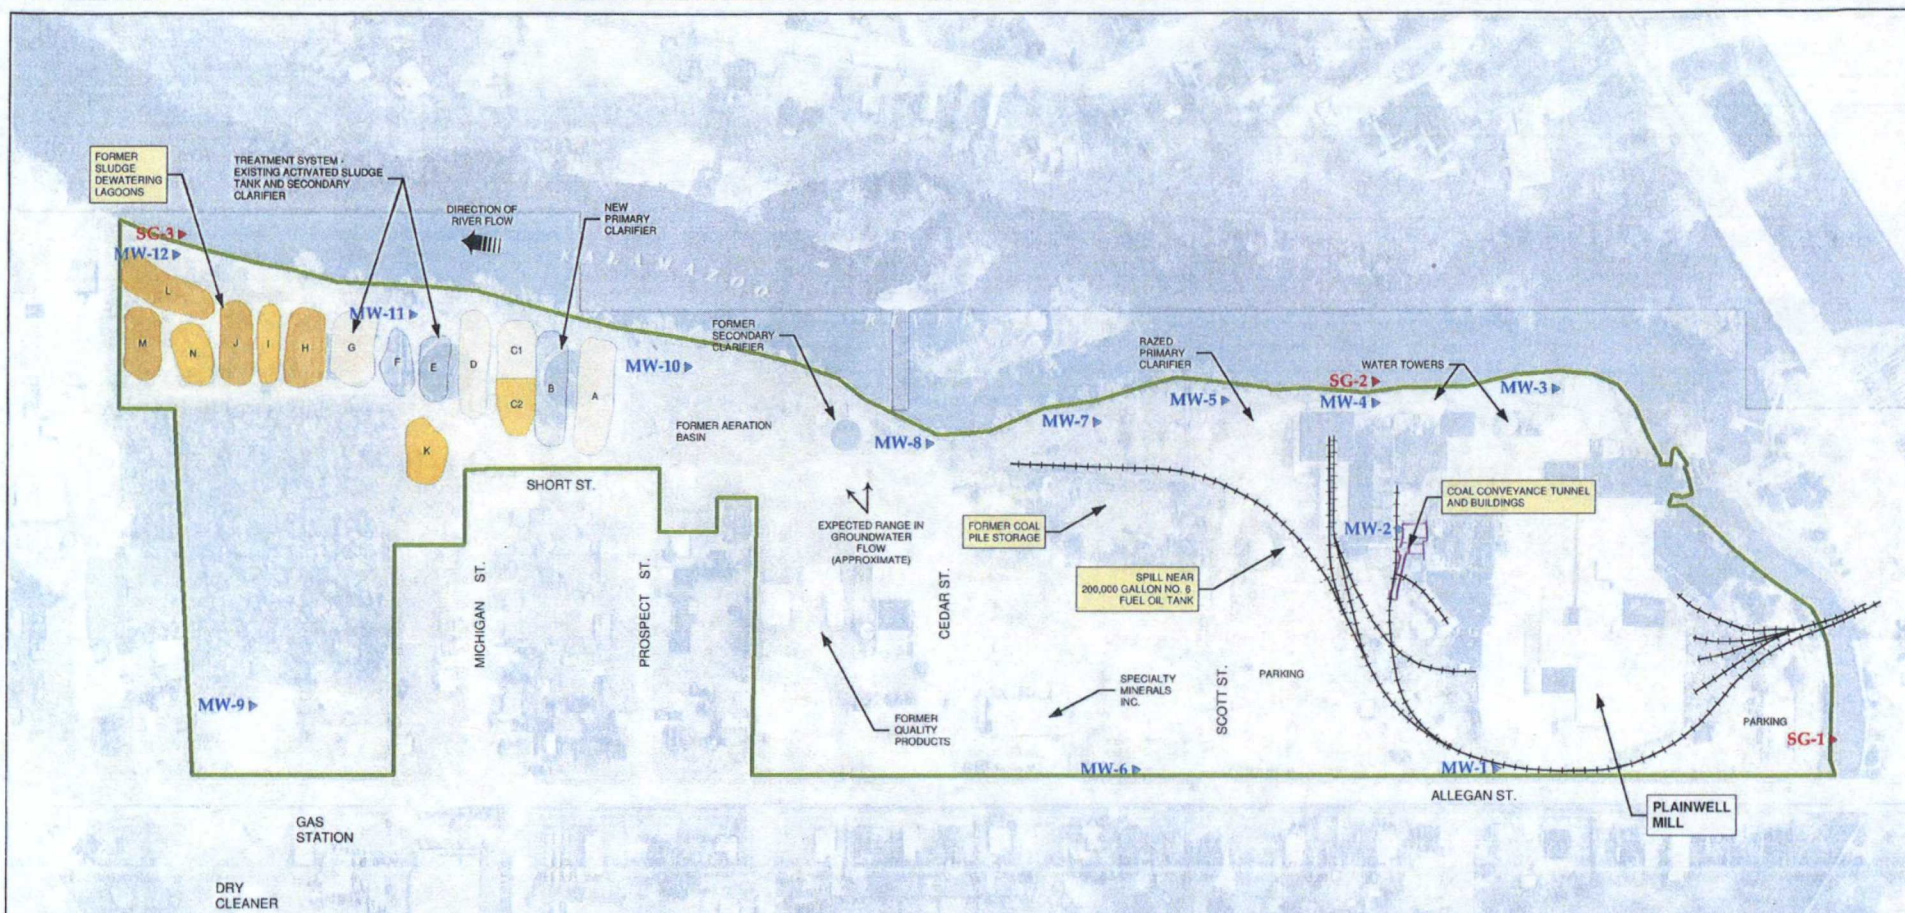 FORMER
SLUDGE
DEWATERING
LAGOONS
TREATMENT SYSTEM -
EXISTING ACTIVATED SLUDGE
TANK AND SECONDARY
CLARIFIER
DIRECTION OF
RIVER FLOW
NEW
PRIMARY
CLARIFIER
KALAMAZOO
SG-3
MW-12
L
M
N
J
I
H
G
MW-11
F
E
D
C1
C2
B
A
K
MW-10
FORMER
SECONDARY
CLARIFIER
FORMER AERATION
BASIN
MW-8
MW-7
RAZED
PRIMARY
CLARIFIER
MW-5
SG-2
MW-4
WATER TOWERS
MW-3
SHORT ST.
EXPECTED RANGE IN
GROUNDWATER
FLOW
(APPROXIMATE)
FORMER COAL
PILE STORAGE
COAL CONVEYANCE TUNNEL
AND BUILDINGS
MW-2
SPILL NEAR
200,000 GALLON NO. 6
FUEL OIL TANK
MICHIGAN ST.
PROSPECT ST.
CEDAR ST.
SCOTT ST.
PARKING
SPECIALTY
MINERALS
INC.
FORMER
QUALITY
PRODUCTS
MW-9
MW-6
MW-1
PARKING
SG-1
ALLEGAN ST.
PLAINWELL
MILL
GAS
STATION
DRY
CLEANER